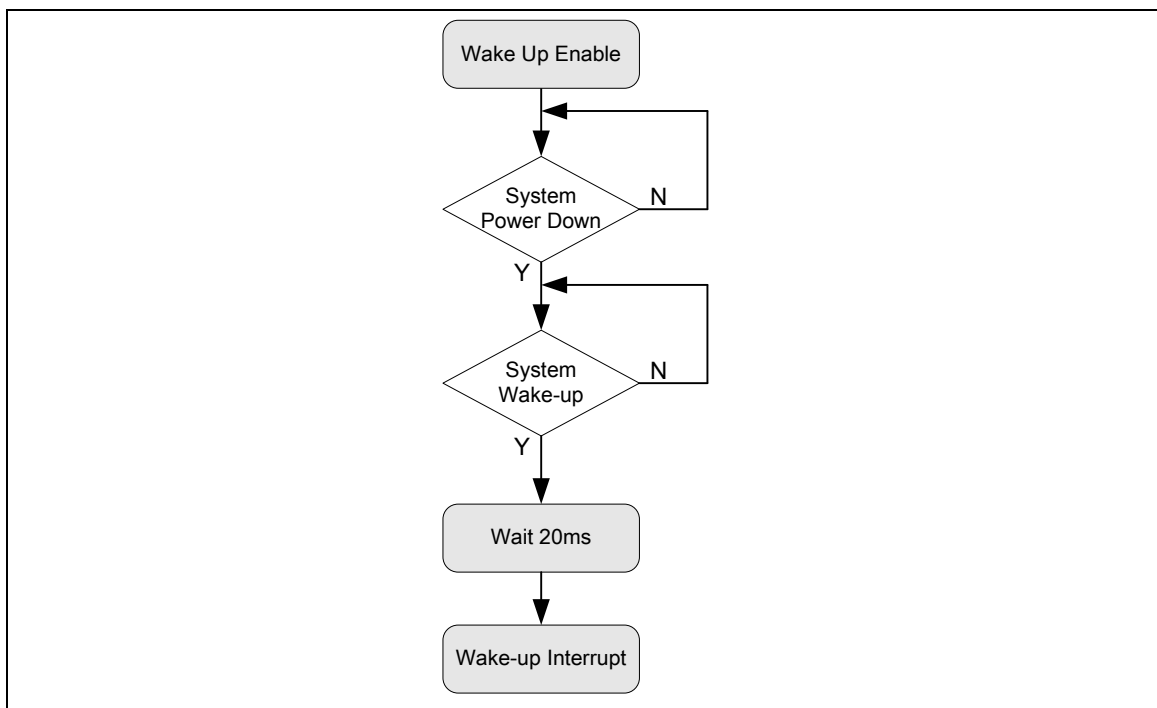 Wake Up Enable
System
Power Down
N
Y
System
Wake-up
N
Y
Wait 20ms
Wake-up Interrupt